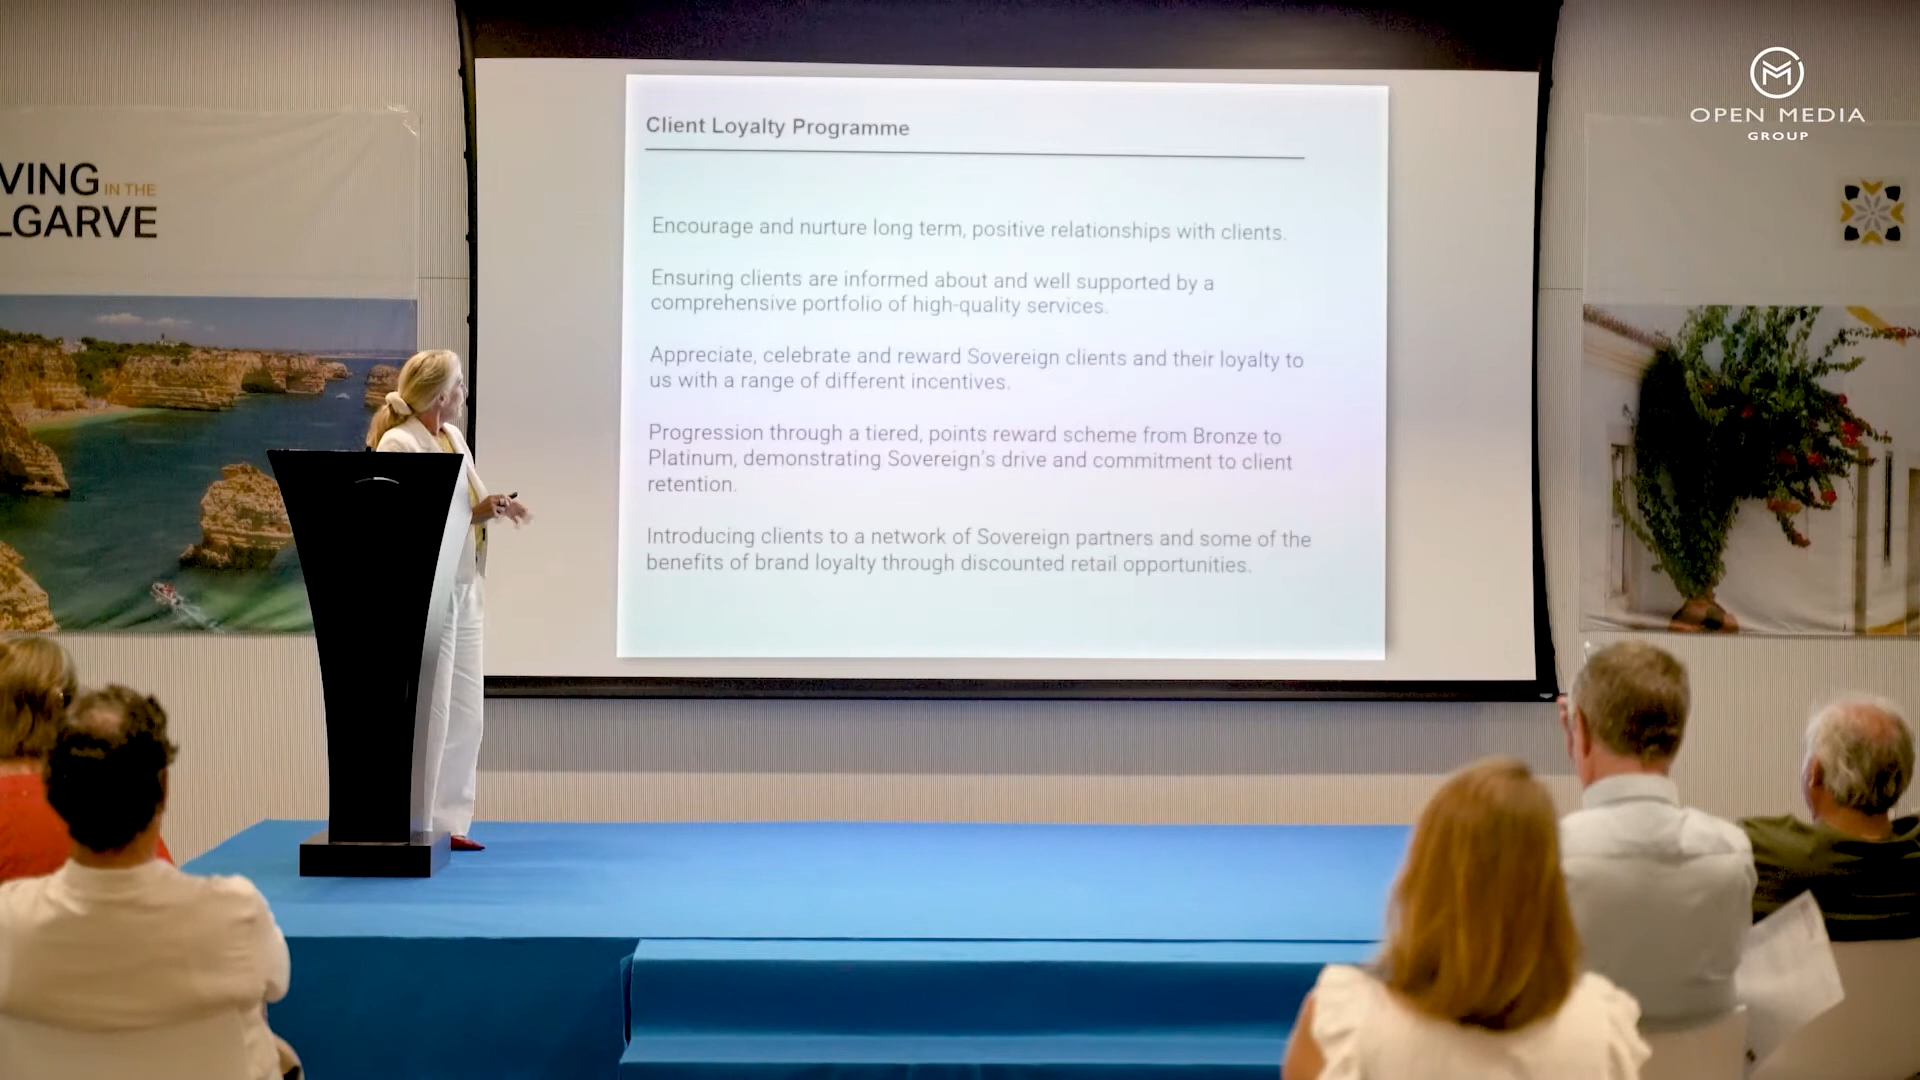 OPEN MEDIA
GROUP
VING IN THE
LGARVE
Client Loyalty Programme
Encourage and nurture long term, positive relationships with clients.
Ensuring clients are informed about and well supported by a
comprehensive portfolio of high-quality services.
Appreciate, celebrate and reward Sovereign clients and their loyalty to
us with a range of different incentives.
Progression through a tiered, points reward scheme from Bronze to
Platinum, demonstrating Sovereign's drive and commitment to client
retention.
Introducing clients to a network of Sovereign partners and some of the
benefits of brand loyalty through discounted retail opportunities.